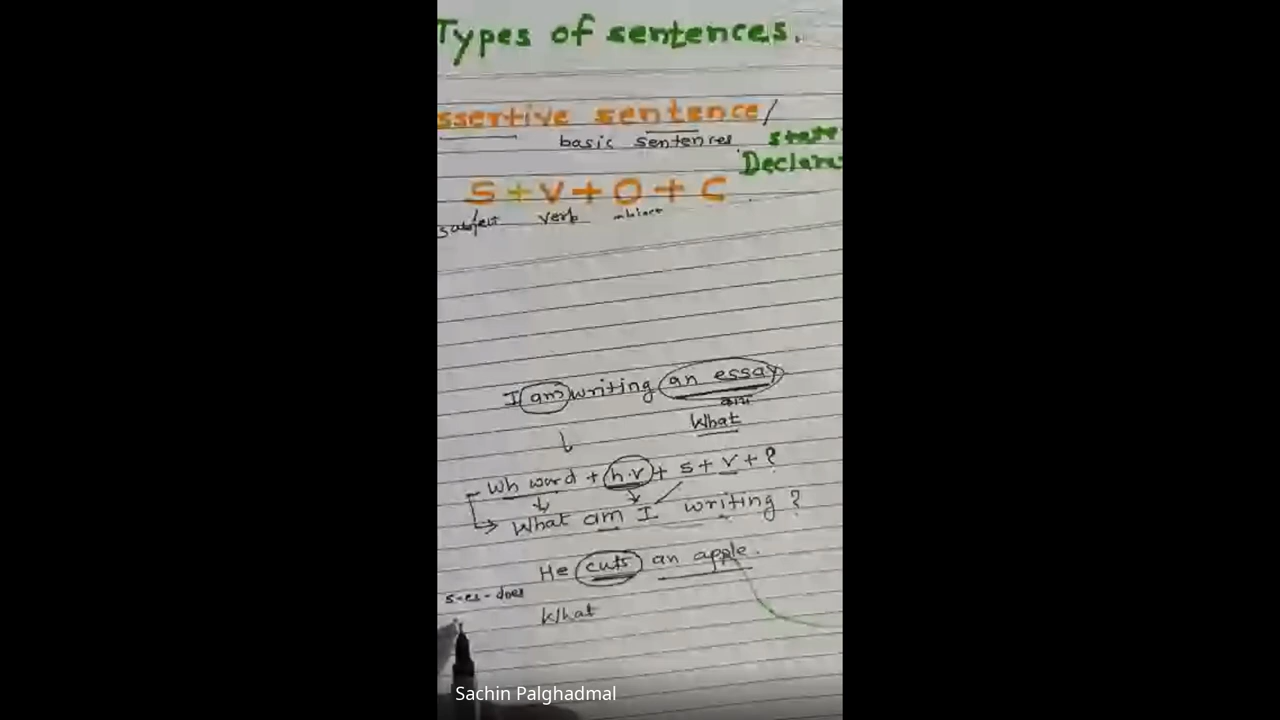 Types of sentences.
ssertive sentence/
basic sentences
state
Declara
S + V + O + C
subject verb
I am writing an essay
What
Wh word + h.v + S + V + ?
What am I writing ?
He cuts an apple.
s-es-does
What
Sachin Palghadmal